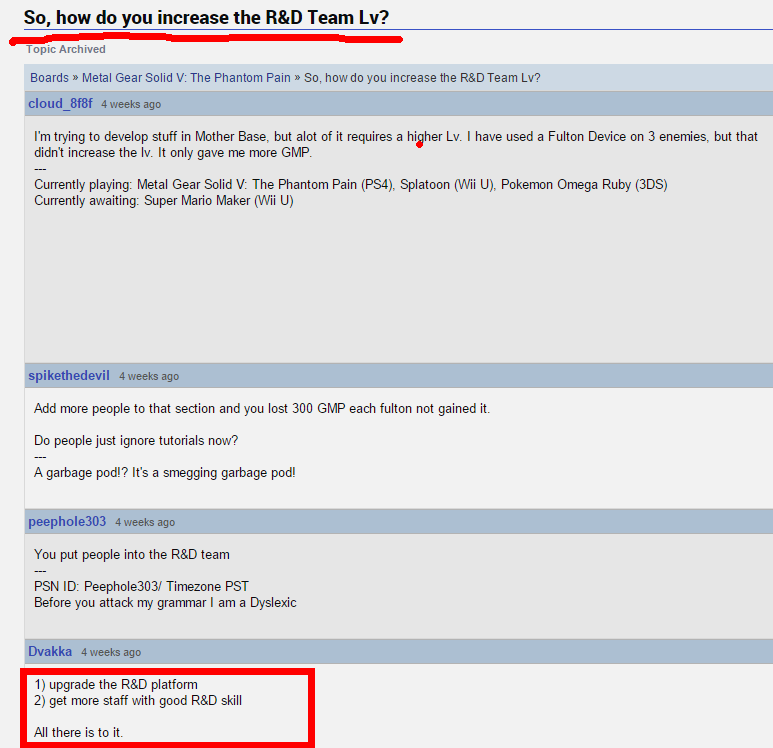 So, how do you increase the R&D Team Lv?
Topic Archived
Boards » Metal Gear Solid V: The Phantom Pain » So, how do you increase the R&D Team Lv?
cloud_8f8f 4 weeks ago
I'm trying to develop stuff in Mother Base, but alot of it requires a higher Lv. I have used a Fulton Device on 3 enemies, but that
didn't increase the lv. It only gave me more GMP.
---
Currently playing: Metal Gear Solid V: The Phantom Pain (PS4), Splatoon (Wii U), Pokemon Omega Ruby (3DS)
Currently awaiting: Super Mario Maker (Wii U)
spikethedevil 4 weeks ago
Add more people to that section and you lost 300 GMP each fulton not gained it.
Do people just ignore tutorials now?
---
A garbage pod!? It's a smegging garbage pod!
peephole303 4 weeks ago
You put people into the R&D team
---
PSN ID: Peephole303/ Timezone PST
Before you attack my grammar I am a Dyslexic
Dvakka 4 weeks ago
1) upgrade the R&D platform
2) get more staff with good R&D skill
All there is to it.